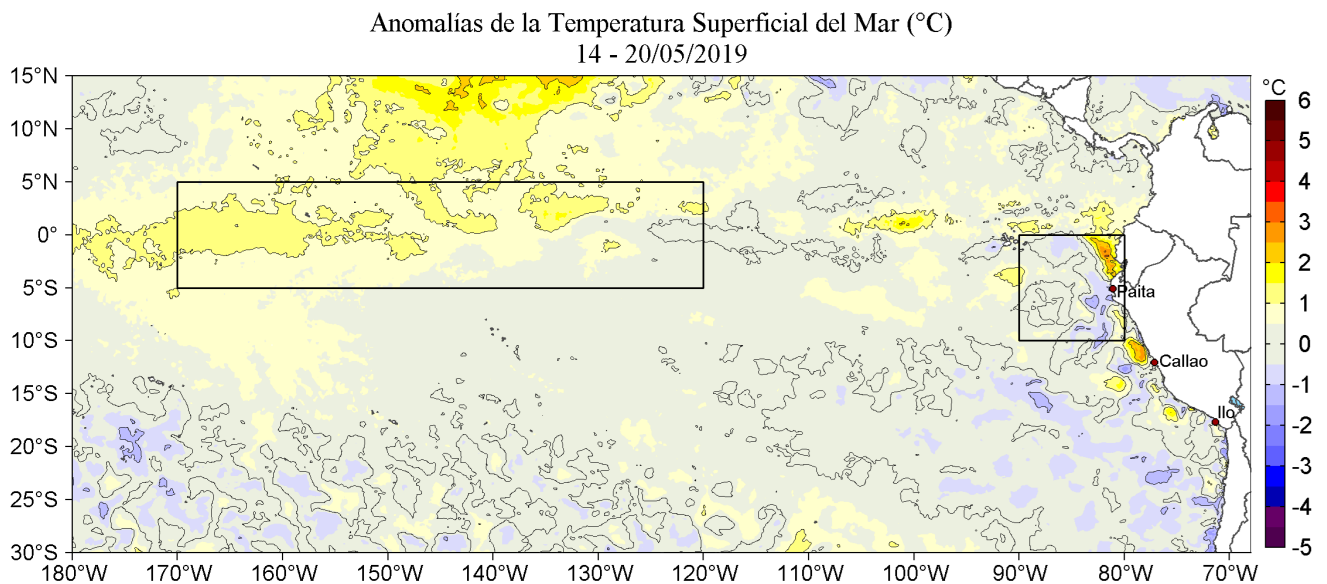 Anomalías de la Temperatura Superficial del Mar (°C)
14 - 20/05/2019
15°N
10°N
5°N
0°
5°S
10°S
15°S
20°S
25°S
30°S
180°W 170°W 160°W 150°W 140°W 130°W 120°W 110°W 100°W 90°W 80°W 70°W
Paita
Callao
Ilo
°C
6
5
4
3
2
1
0
-1
-2
-3
-4
-5